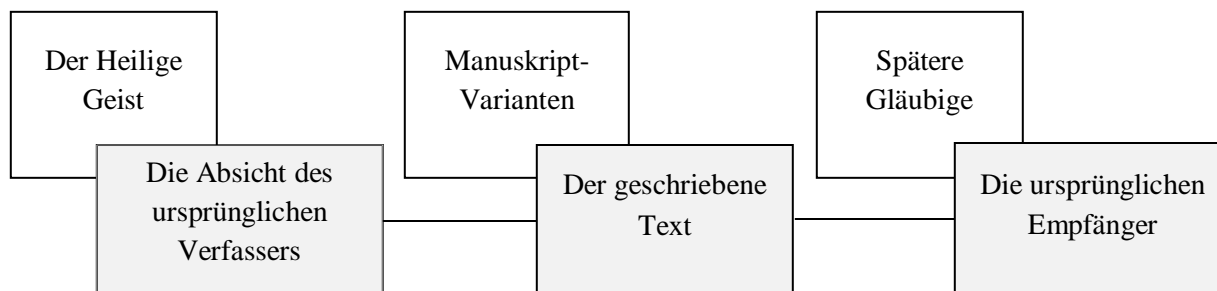 Der Heilige
Geist
Manuskript-
Varianten
Spätere
Gläubige
Die Absicht des
ursprünglichen
Verfassers
Der geschriebene
Text
Die ursprünglichen
Empfänger